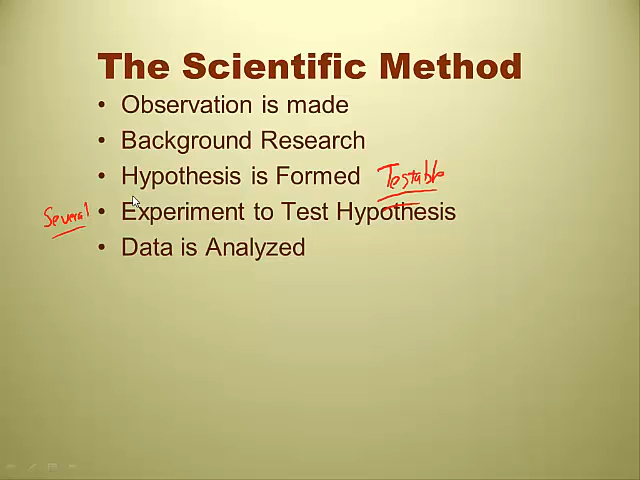 The Scientific Method
• Observation is made
• Background Research
• Hypothesis is Formed Testable
Several • Experiment to Test Hypothesis
• Data is Analyzed